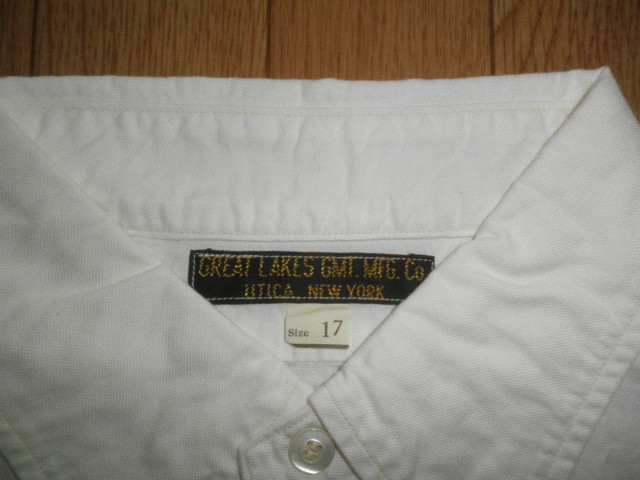 GREAT LAKES GMT. MFG. Co.
UTICA, NEW YORK
Size 17